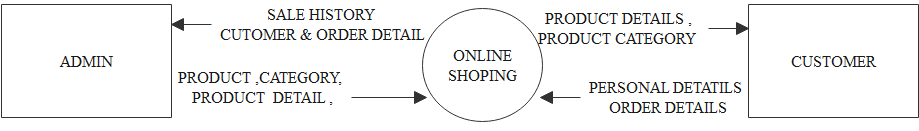 ADMIN
SALE HISTORY
CUTOMER & ORDER DETAIL
PRODUCT ,CATEGORY,
PRODUCT DETAIL ,
ONLINE
SHOPING
PRODUCT DETAILS ,
PRODUCT CATEGORY
PERSONAL DETATILS
ORDER DETAILS
CUSTOMER